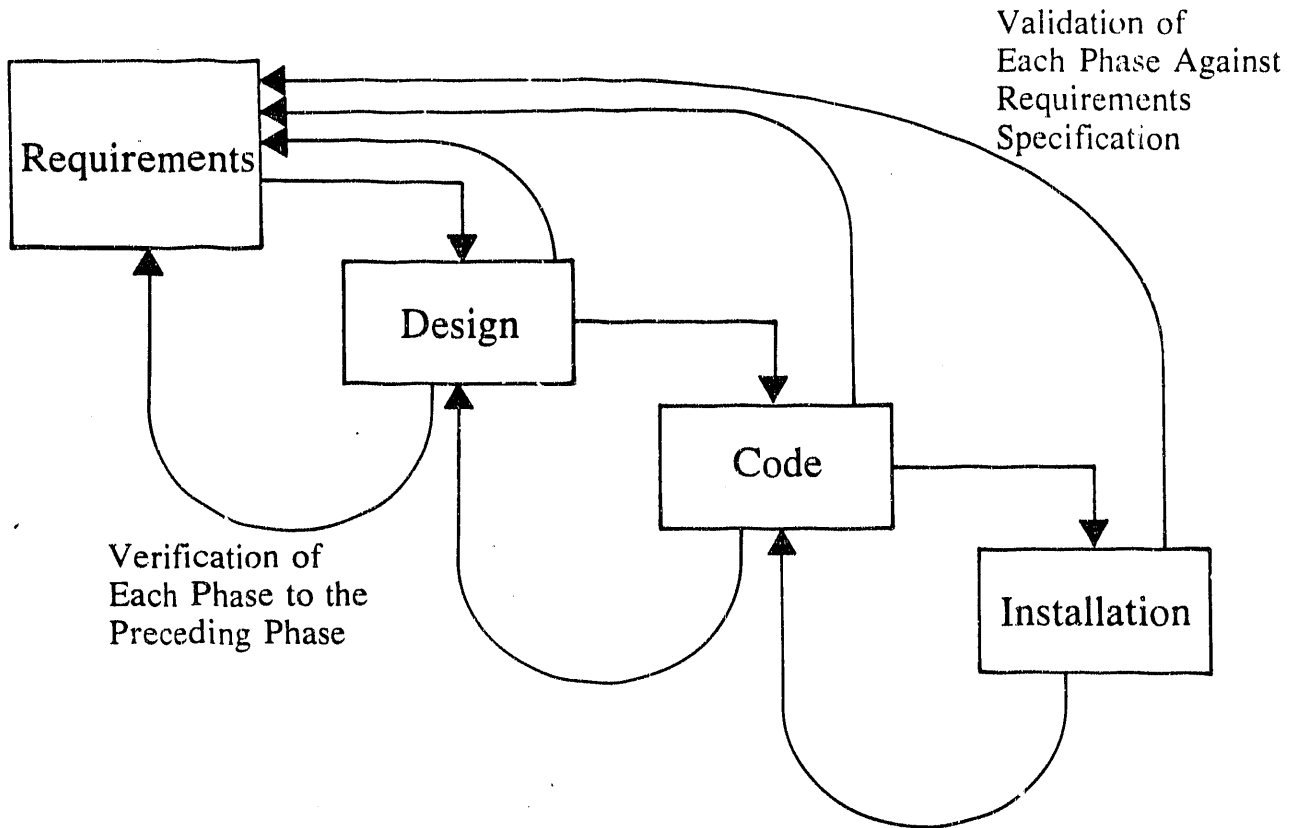 Validation of
Each Phase Against
Requirements
Specification
Requirements
Design
Code
Installation
Verification of
Each Phase to the
Preceding Phase